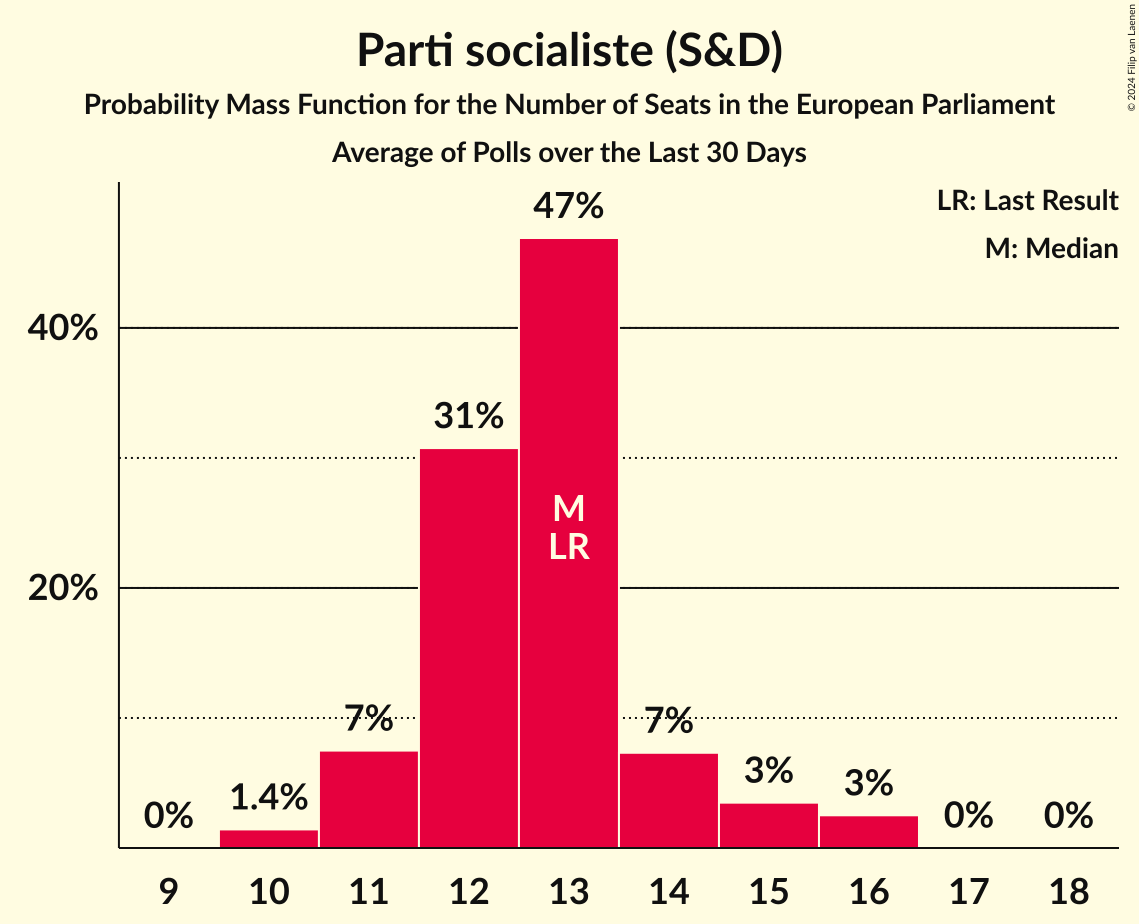 Parti socialiste (S&D)
Probability Mass Function for the Number of Seats in the European Parliament
Average of Polls over the Last 30 Days
© 2024 Filip van Laenen
LR: Last Result
M: Median
47%
40%
31%
M
LR
20%
7%
7%
3%
3%
1.4%
0%
0%
0%
9 10 11 12 13 14 15 16 17 18